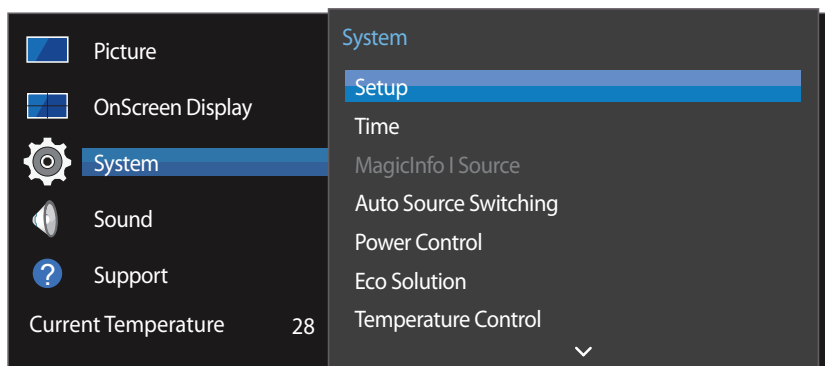 Picture
OnScreen Display
System
Sound
?
Support
Current Temperature 28
System
Setup
Time
MagicInfo I Source
Auto Source Switching
Power Control
Eco Solution
Temperature Control